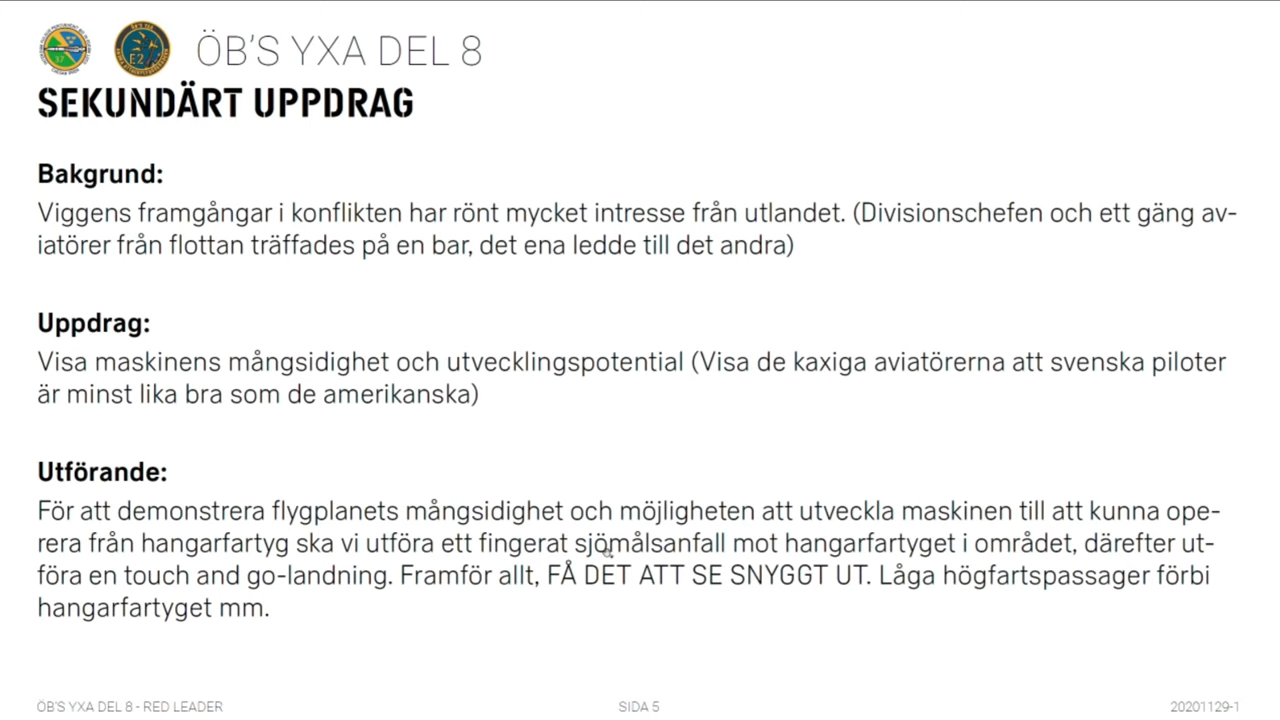 ÖB'S YXA DEL 8
SEKUNDÄRT UPPDRAG
Bakgrund:
Viggens framgångar i konflikten har rönt mycket intresse från utlandet. (Divisionschefen och ett gäng av-
iatörer från flottan träffades på en bar, det ena ledde till det andra)
Uppdrag:
Visa maskinens mångsidighet och utvecklingspotential (Visa de kaxiga aviatörerna att svenska piloter
är minst lika bra som de amerikanska)
Utförande:
För att demonstrera flygplanets mångsidighet och möjligheten att utveckla maskinen till att kunna ope-
rera från hangarfartyg ska vi utföra ett fingerat sjömålsanfall mot hangarfartyget i området, därefter ut-
föra en touch and go-landning. Framför allt, FÅ DET ATT SE SNYGGT UT. Låga högfartspassager förbi
hangarfartyget mm.
ÖB'S YXA DEL 8 - RED LEADER
SIDA 5
20201129-1